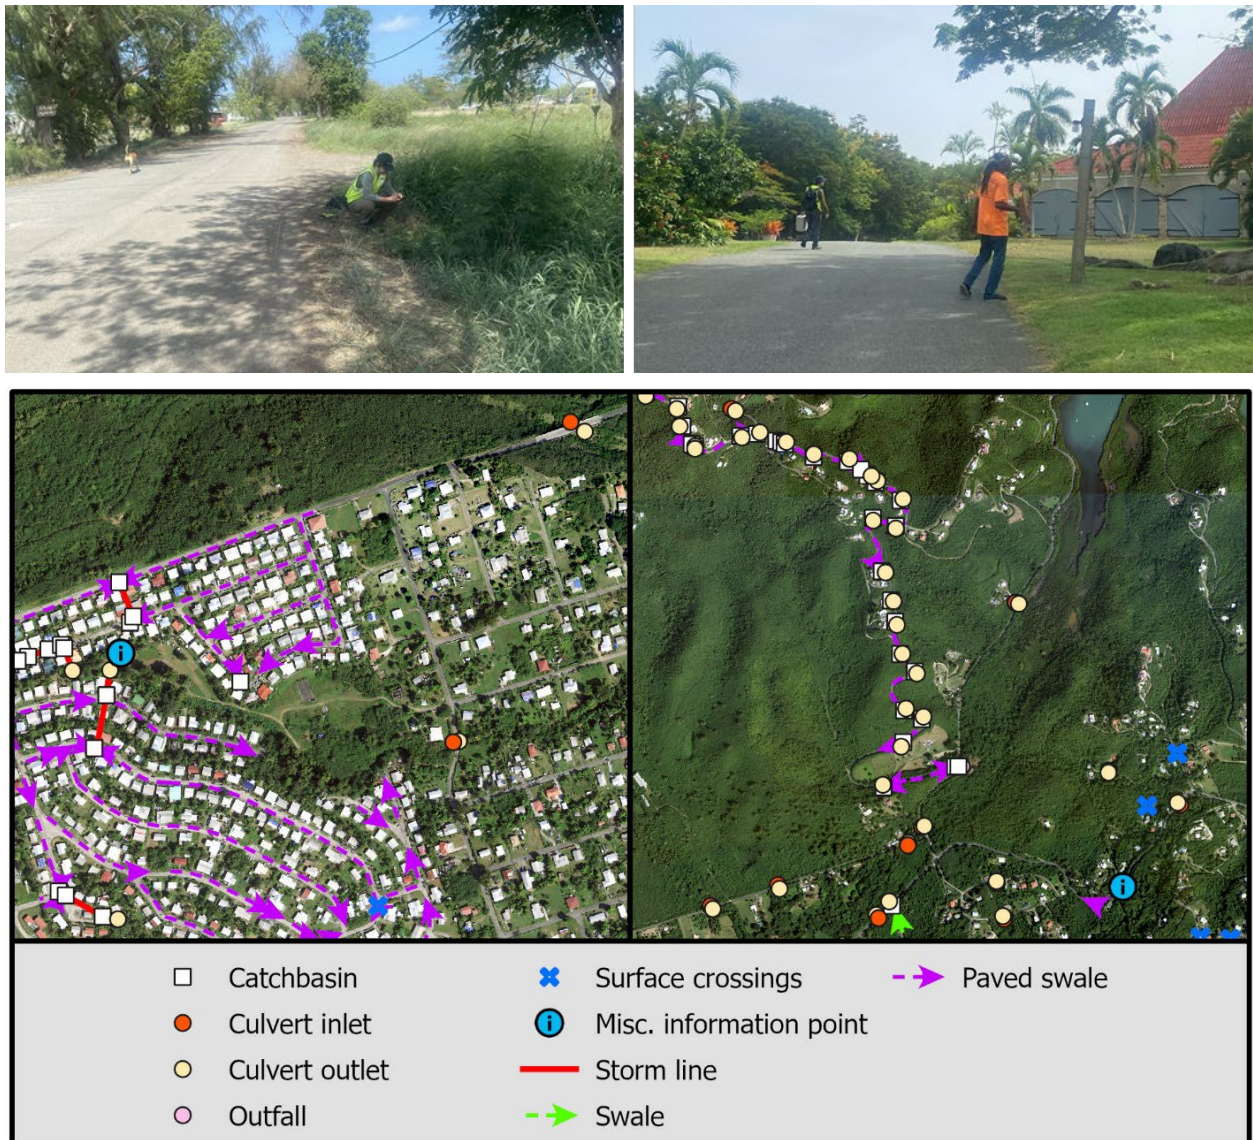 Catchbasin
Surface crossings
Paved swale
Culvert inlet
Misc. information point
Culvert outlet
Storm line
Outfall
Swale